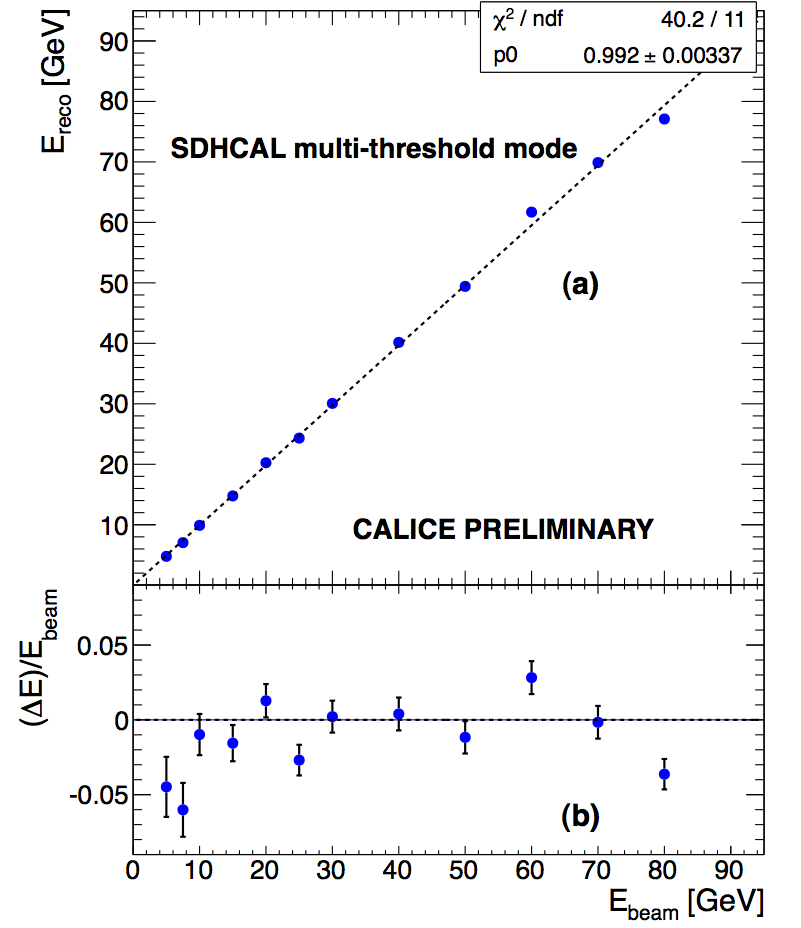 χ² / ndf 40.2 / 11
p0 0.992 ± 0.00337
E_reco [GeV]
90
80
SDHCAL multi-threshold mode
70
60
50
(a)
40
30
20
10
CALICE PRELIMINARY
(ΔE)/E_beam
0.05
0
-0.05
(b)
0 10 20 30 40 50 60 70 80 90
E_beam [GeV]